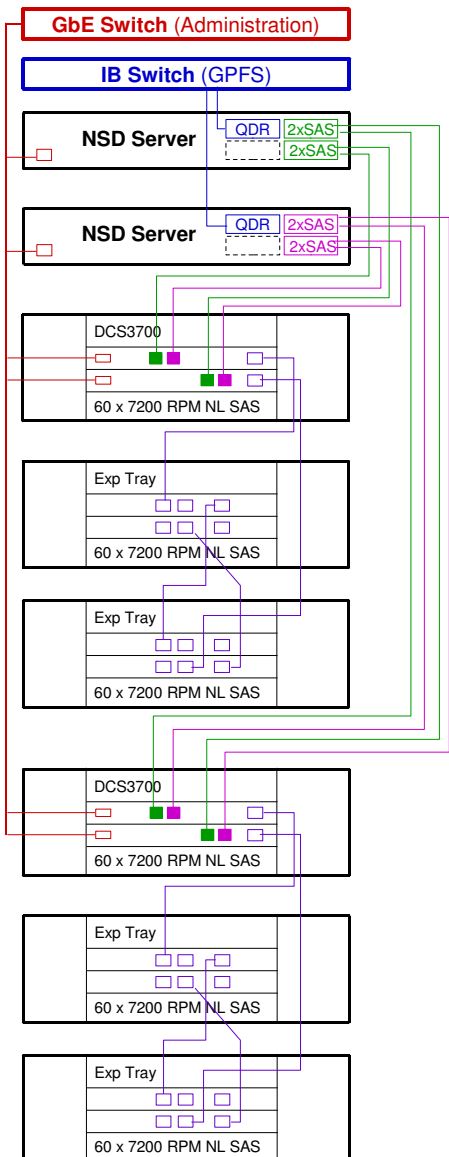 GbE Switch (Administration)
IB Switch (GPFS)
NSD Server
QDR
2xSAS
2xSAS
NSD Server
QDR
2xSAS
2xSAS
DCS3700
60 x 7200 RPM NL SAS
Exp Tray
60 x 7200 RPM NL SAS
Exp Tray
60 x 7200 RPM NL SAS
DCS3700
60 x 7200 RPM NL SAS
Exp Tray
60 x 7200 RPM NL SAS
Exp Tray
60 x 7200 RPM NL SAS